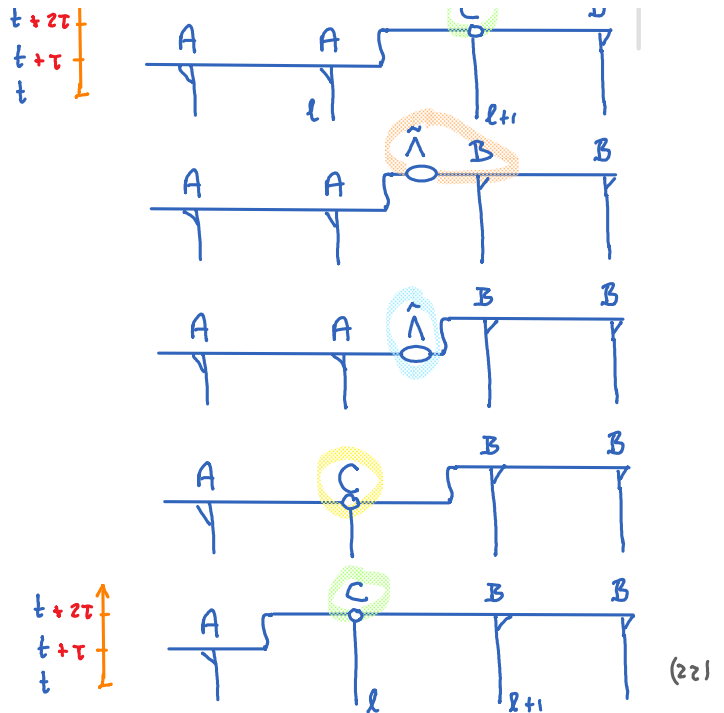 t + 2τ C B
t + τ A A
t
l l+1
Λ̃ B B
A A
B B
A A Λ̃
B B
A C
t + 2τ C B B
t + τ A
t
l l+1
(22)